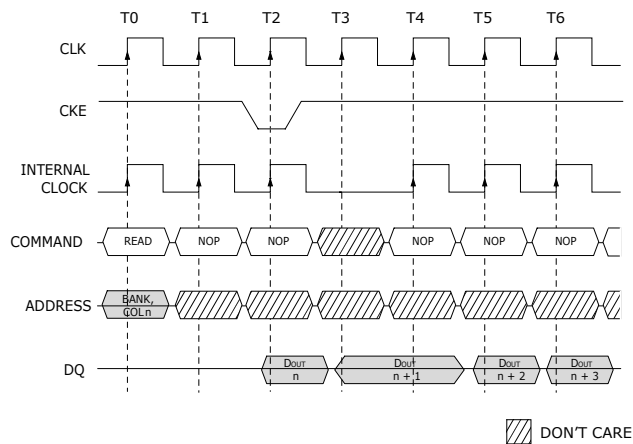 T0 T1 T2 T3 T4 T5 T6
CLK
CKE
INTERNAL
CLOCK
COMMAND READ NOP NOP NOP NOP NOP
ADDRESS BANK,
COLn
DQ DOUT DOUT DOUT DOUT
n n + 1 n + 2 n + 3
DON'T CARE